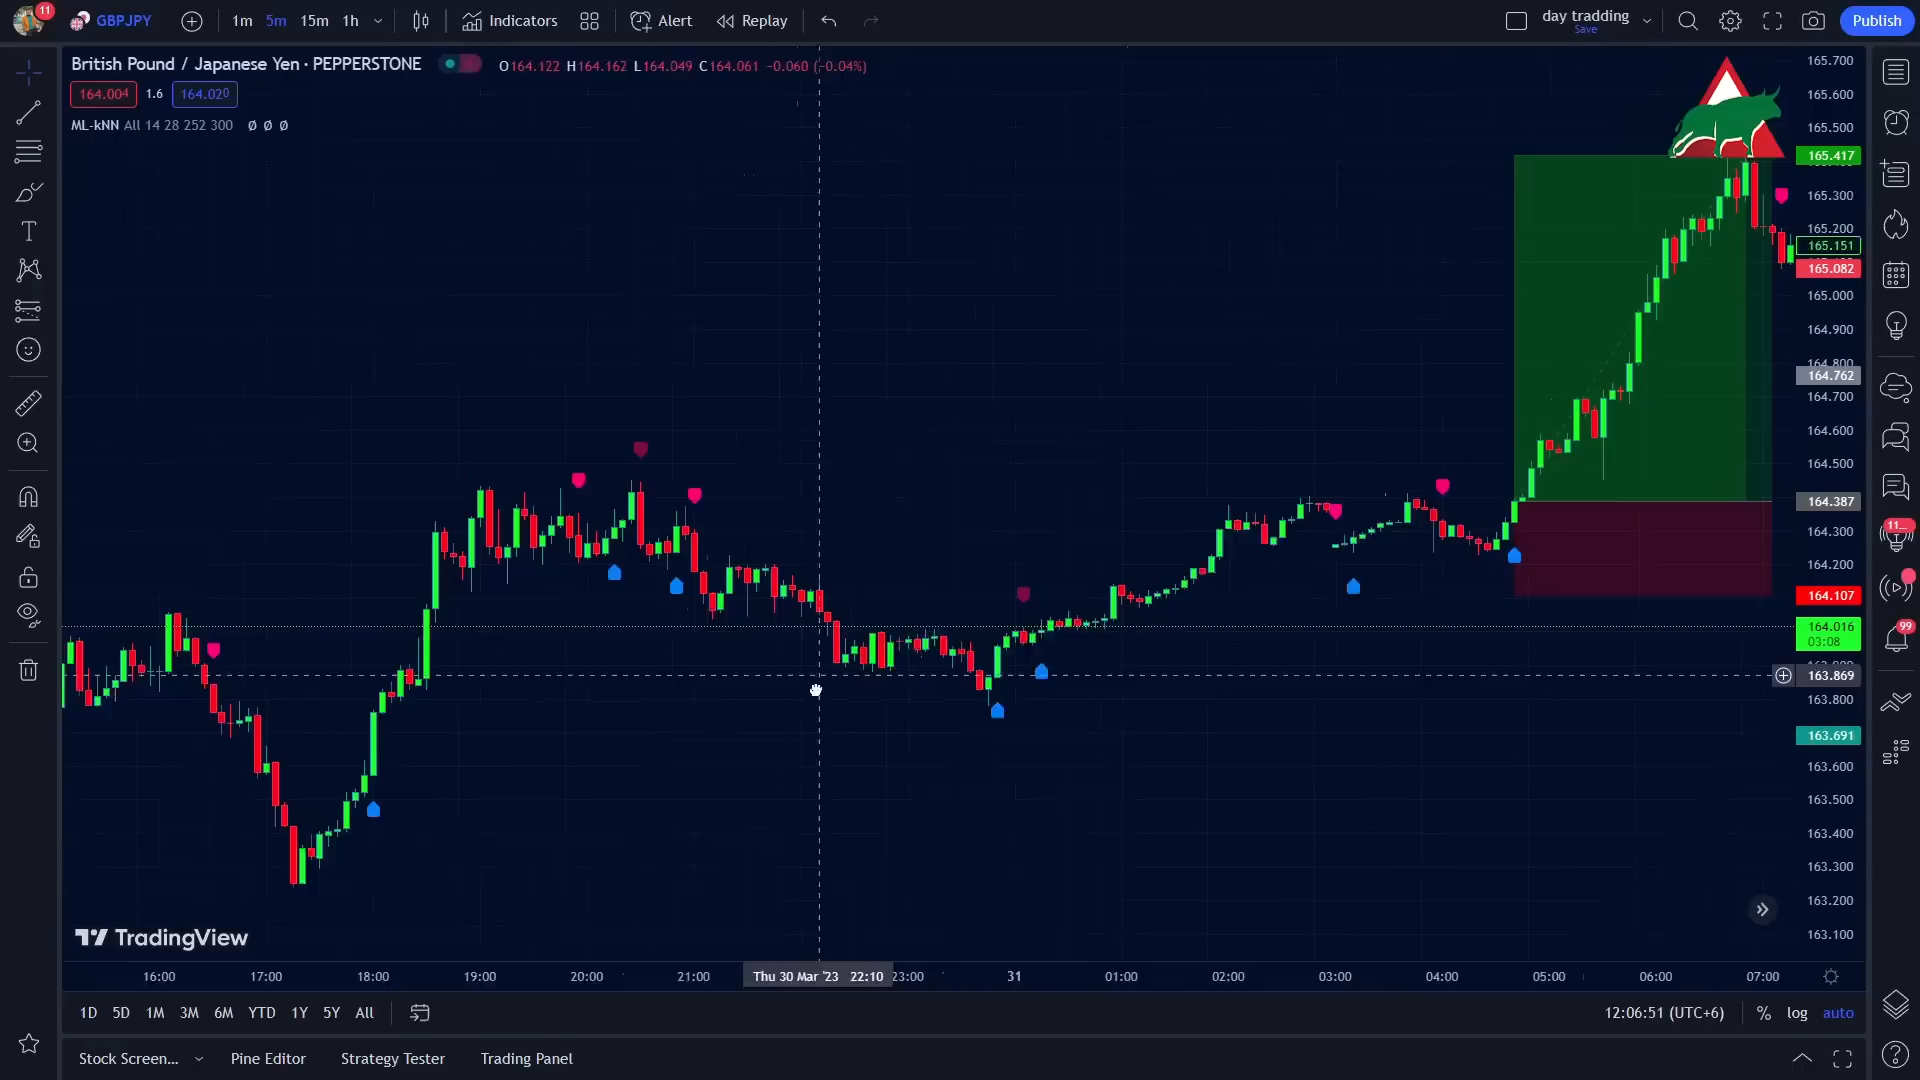 11
GBPJPY
1m 5m 15m 1h
Indicators
Alert
Replay
day tradding
Save
Publish
British Pound / Japanese Yen · PEPPERSTONE
O164.122 H164.162 L164.049 C164.061 -0.060 (-0.04%)
164.004 1.6 164.020
ML-kNN All 14 28 252 300 Ø Ø Ø
165.700
165.600
165.500
165.417
165.300
165.200
165.151
165.082
165.000
164.900
164.800
164.762
164.700
164.600
164.500
164.387
164.300
164.200
164.107
164.016
03:08
163.869
163.800
163.691
163.600
163.500
163.400
163.300
163.200
163.100
11...
99
TradingView
16:00 17:00 18:00 19:00 20:00 21:00 Thu 30 Mar '23 22:10 23:00 31 01:00 02:00 03:00 04:00 05:00 06:00 07:00
1D 5D 1M 3M 6M YTD 1Y 5Y All
12:06:51 (UTC+6) % log auto
Stock Screen... Pine Editor Strategy Tester Trading Panel